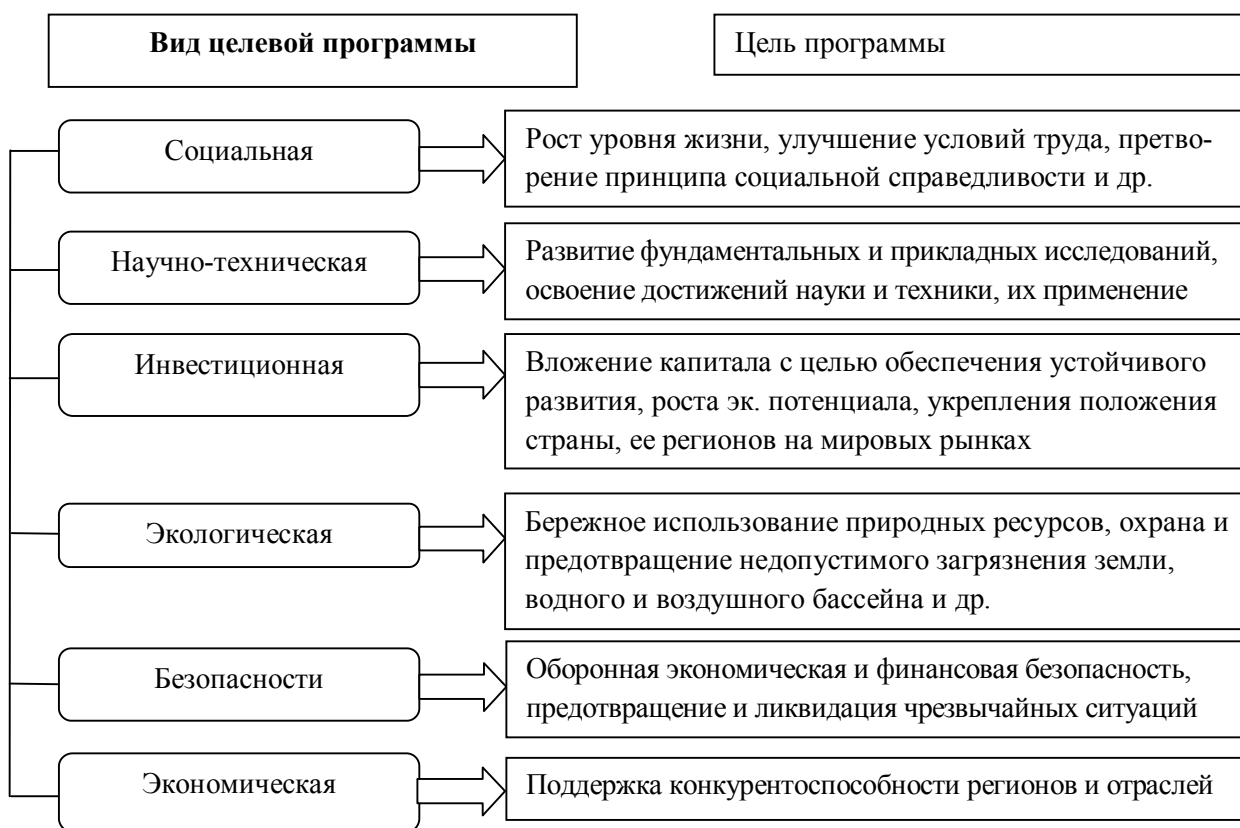 Вид целевой программы
Цель программы
Социальная
Рост уровня жизни, улучшение условий труда, претво-
рение принципа социальной справедливости и др.
Научно-техническая
Развитие фундаментальных и прикладных исследований,
освоение достижений науки и техники, их применение
Инвестиционная
Вложение капитала с целью обеспечения устойчивого
развития, роста эк. потенциала, укрепления положения
страны, ее регионов на мировых рынках
Экологическая
Бережное использование природных ресурсов, охрана и
предотвращение недопустимого загрязнения земли,
водного и воздушного бассейна и др.
Безопасности
Оборонная экономическая и финансовая безопасность,
предотвращение и ликвидация чрезвычайных ситуаций
Экономическая
Поддержка конкурентоспособности регионов и отраслей